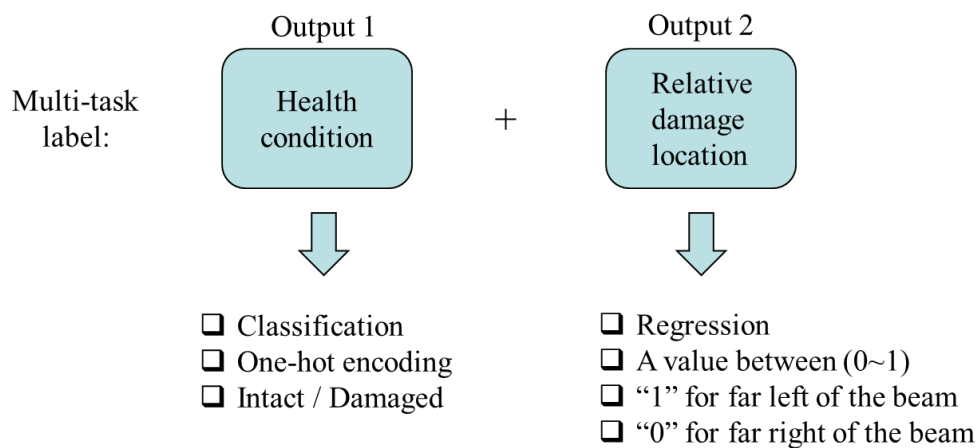 Output 1
Output 2
Multi-task
label:
Health
condition
+
Relative
damage
location
❑ Classification
❑ One-hot encoding
❑ Intact / Damaged
❑ Regression
❑ A value between (0~1)
❑ “1” for far left of the beam
❑ “0” for far right of the beam